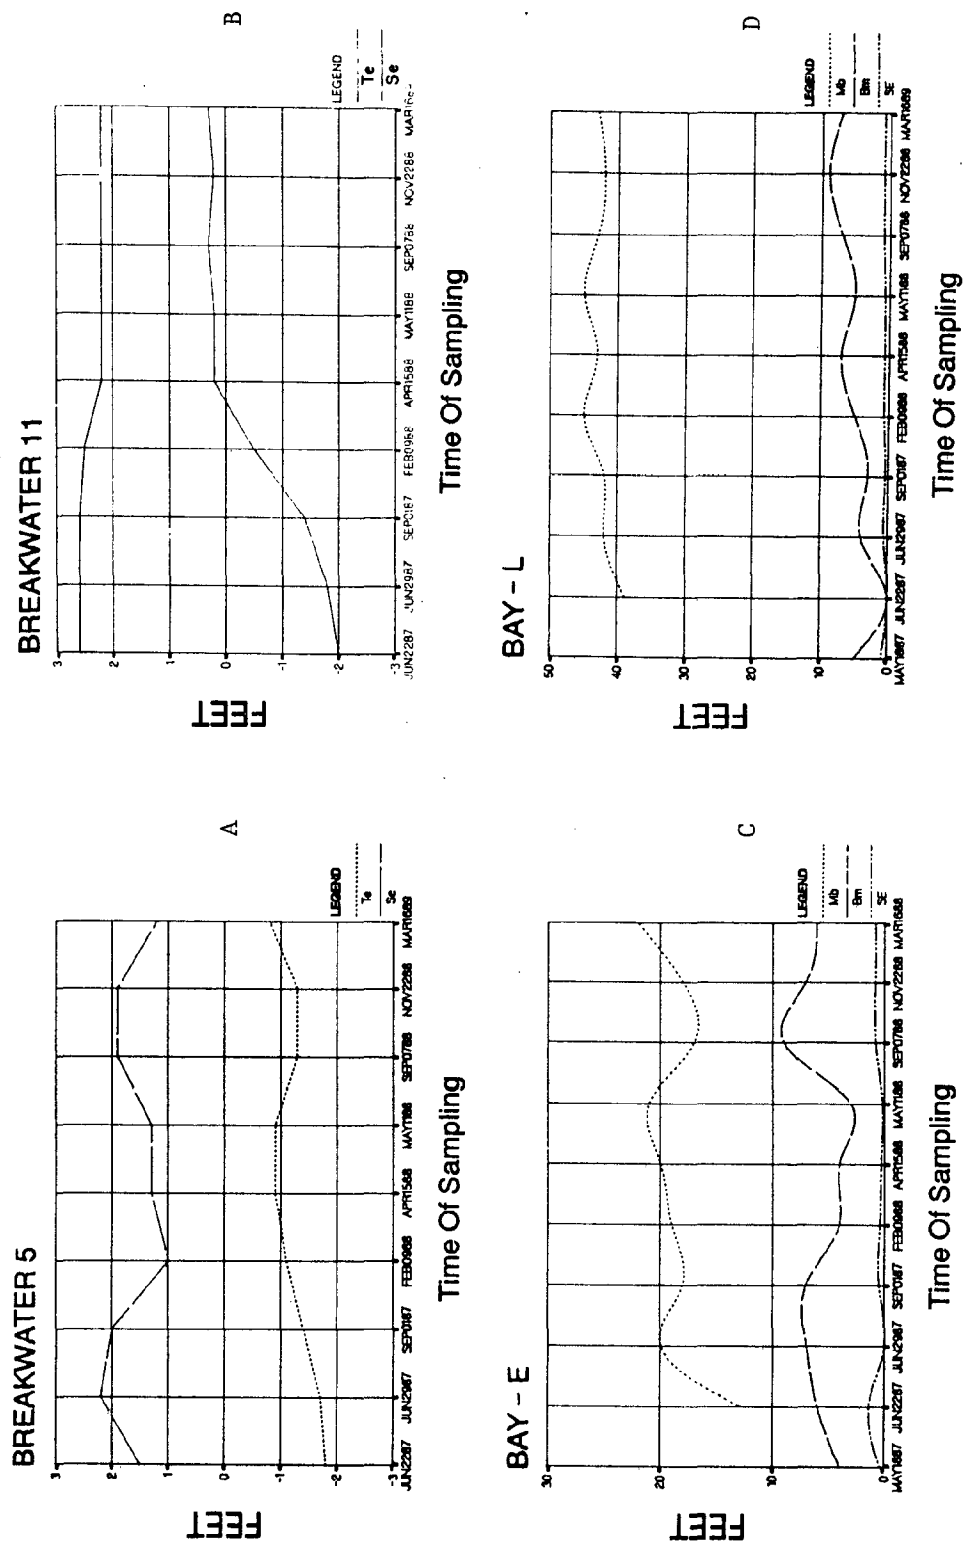 BREAKWATER 5
FEET
3
2
1
0
-1
-2
-3
JUN2287 JUN2987 SEP0187 FEB0988 APR1588 MAY1188 SEP0788 NOV2288 MAR1689
Time Of Sampling
LEGEND
Te
Se
A
BREAKWATER 11
FEET
3
2
1
0
-1
-2
-3
JUN2287 JUN2987 SEP0187 FEB0988 APR1588 MAY1188 SEP0788 NOV2288
Time Of Sampling
LEGEND
Te
Se
B
BAY - E
FEET
30
20
10
0
MAY1887 JUN2287 JUN2987 SEP0187 FEB0988 APR1588 MAY1188 SEP0788 NOV2288 MAR1688
Time Of Sampling
LEGEND
Mb
Bm
SE
C
BAY - L
FEET
50
40
30
20
10
0
MAY1887 JUN2287 JUN2987 SEP0187 FEB0988 APR1588 MAY1188 SEP0788 NOV2288 MAR1689
Time Of Sampling
LEGEND
Mb
Bm
SE
D